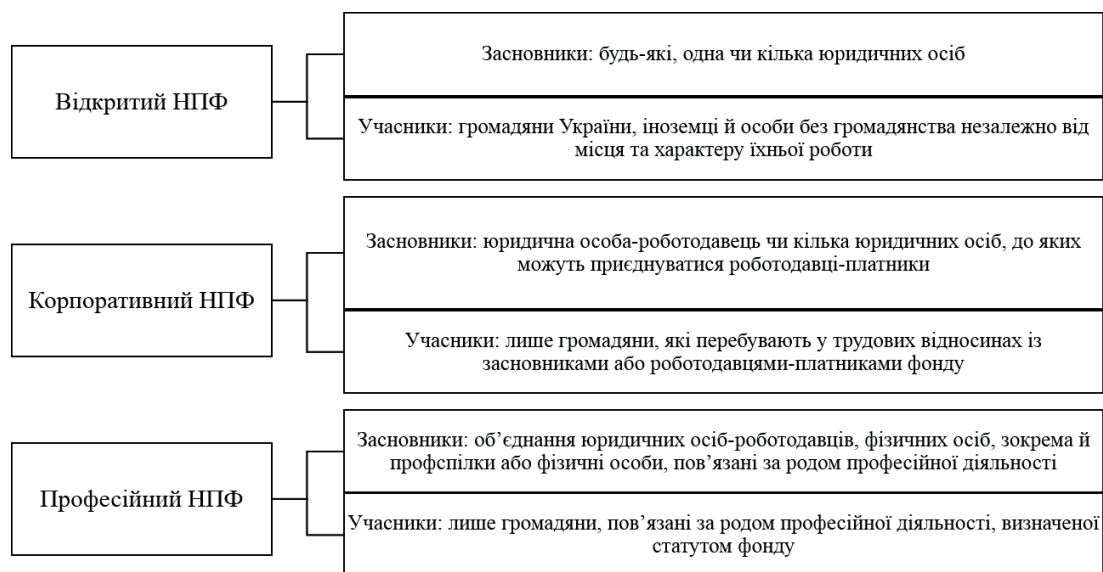 Відкритий НПФ
Засновники: будь-які, одна чи кілька юридичних осіб
Учасники: громадяни України, іноземці й особи без громадянства незалежно від
місця та характеру їхньої роботи
Корпоративний НПФ
Засновники: юридична особа-роботодавець чи кілька юридичних осіб, до яких
можуть приєднуватися роботодавці-платники
Учасники: лише громадяни, які перебувають у трудових відносинах із
засновниками або роботодавцями-платниками фонду
Професійний НПФ
Засновники: об’єднання юридичних осіб-роботодавців, фізичних осіб, зокрема й
профспілки або фізичні особи, пов’язані за родом професійної діяльності
Учасники: лише громадяни, пов’язані за родом професійної діяльності, визначеної
статутом фонду